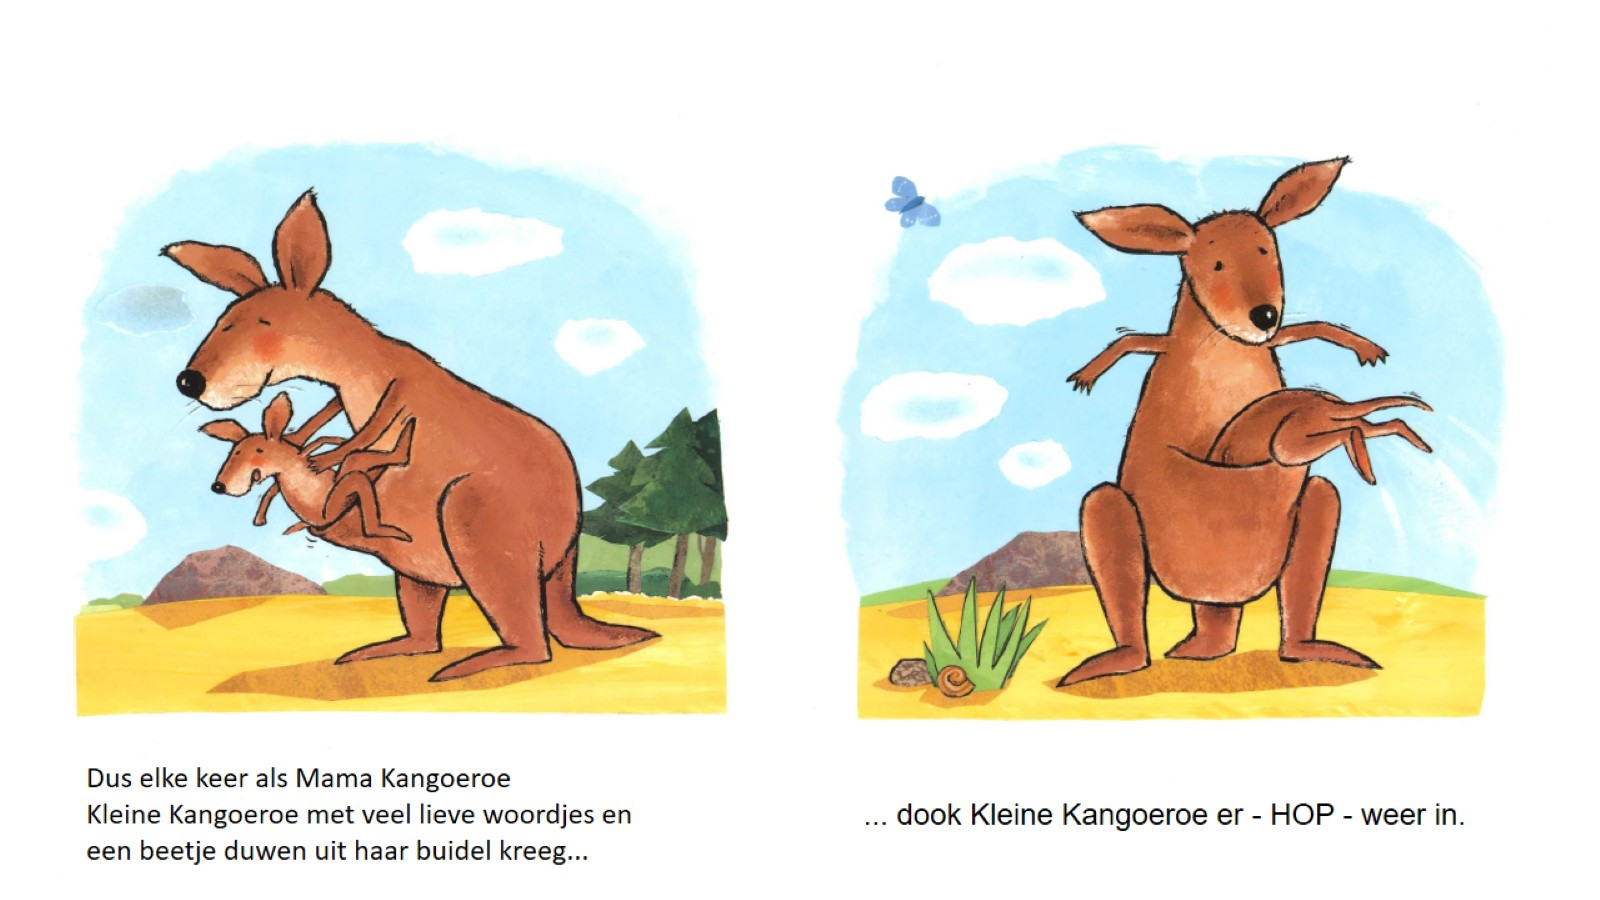 Dus elke keer als Mama Kangoeroe
Kleine Kangoeroe met veel lieve woordjes en
een beetje duwen uit haar buidel kreeg...
... dook Kleine Kangoeroe er - HOP - weer in.